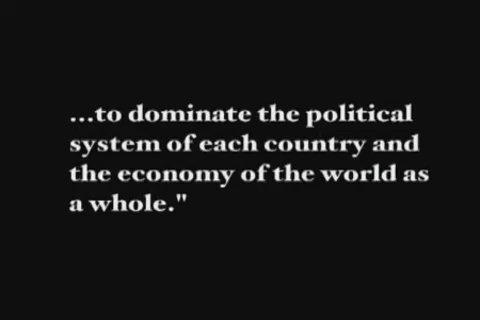 ...to dominate the political
system of each country and
the economy of the world as
a whole."